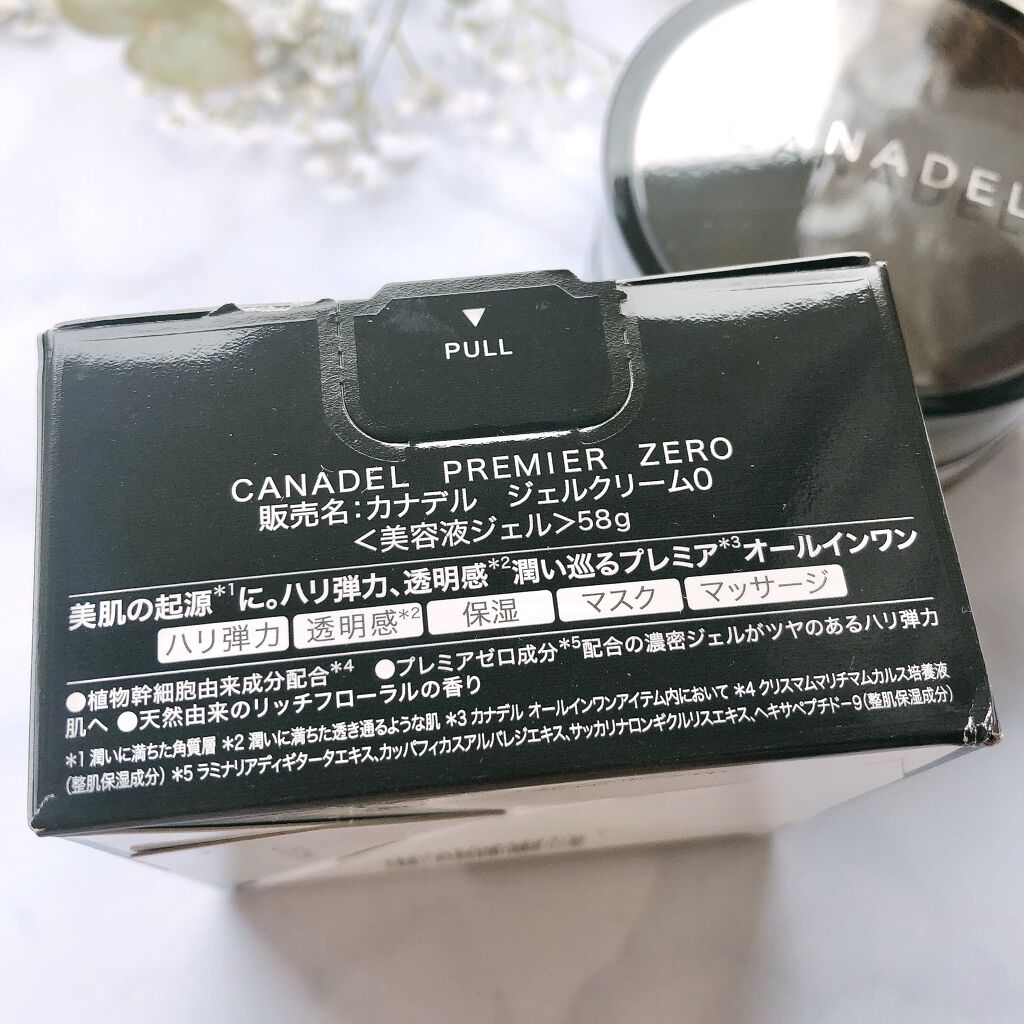 CANADEL
PULL
CANADEL PREMIER ZERO
販売名：カナデル ジェルクリーム0
＜美容液ジェル＞58g
美肌の起源*1に。ハリ弾力、透明感*2潤い巡るプレミア*3オールインワン
ハリ弾力 透明感*2 保湿 マスク マッサージ
●植物幹細胞由来成分配合*4 ●プレミアゼロ成分*5配合の濃密ジェルがツヤのあるハリ弾力
肌へ ●天然由来のリッチフローラルの香り
*1 潤いに満ちた角質層 *2 潤いに満ちた透き通るような肌 *3 カナデル オールインワンアイテム内において *4 クリスマムマリチマムカルス培養液
(整肌保湿成分) *5 ラミナリアディギタータエキス、カッパフィカスアルバレジエキス、サッカリナロンギクルリスエキス、ヘキサペプチドー9(整肌保湿成分)